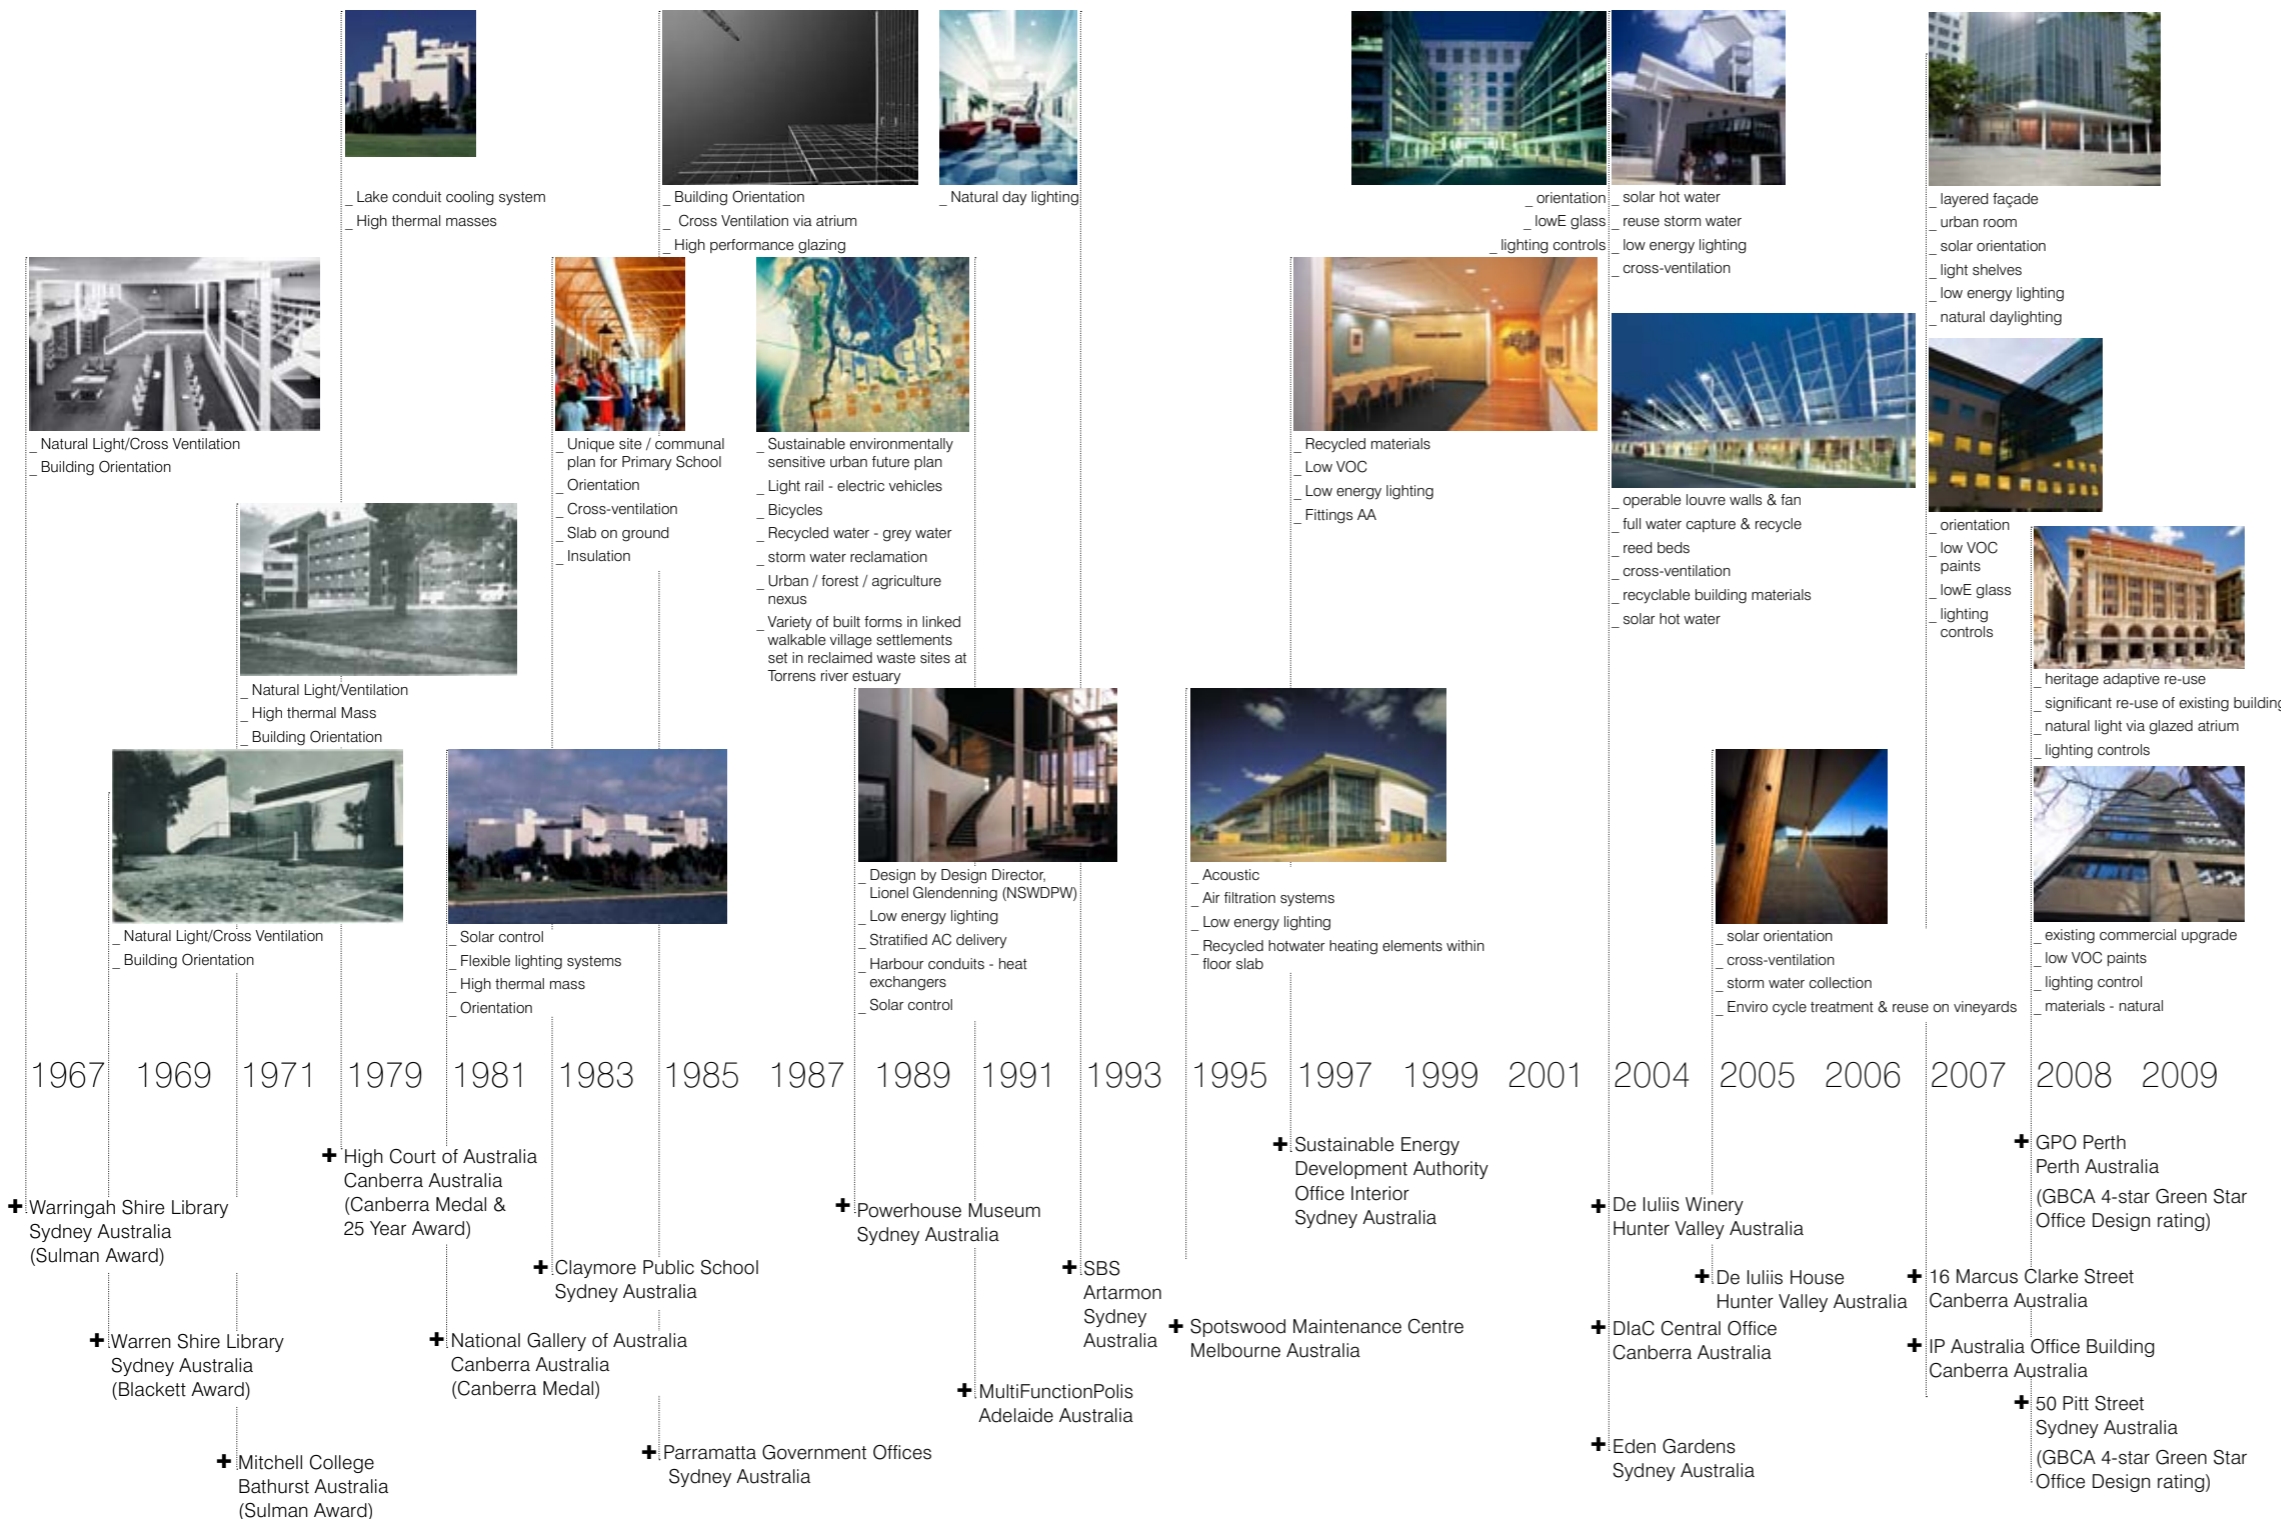 _ Lake conduit cooling system
_ High thermal masses
_ Building Orientation
_ Cross Ventilation via atrium
_ High performance glazing
_ Natural day lighting
_ orientation
_ lowE glass
_ lighting controls
_ solar hot water
_ reuse storm water
_ low energy lighting
_ cross-ventilation
_ layered façade
_ urban room
_ solar orientation
_ light shelves
_ low energy lighting
_ natural daylighting
_ Natural Light/Cross Ventilation
_ Building Orientation
_ Unique site / communal
plan for Primary School
_ Orientation
_ Cross-ventilation
_ Slab on ground
_ Insulation
_ Sustainable environmentally
sensitive urban future plan
_ Light rail - electric vehicles
_ Bicycles
_ Recycled water - grey water
_ storm water reclamation
_ Urban / forest / agriculture
nexus
_ Variety of built forms in linked
walkable village settlements
set in reclaimed waste sites at
Torrens river estuary
_ Recycled materials
_ Low VOC
_ Low energy lighting
_ Fittings AA
_ operable louvre walls & fan
_ full water capture & recycle
_ reed beds
_ cross-ventilation
_ recyclable building materials
_ solar hot water
_ orientation
_ low VOC
paints
_ lowE glass
_ lighting
controls
_ heritage adaptive re-use
_ significant re-use of existing building
_ natural light via glazed atrium
_ lighting controls
_ Natural Light/Ventilation
_ High thermal Mass
_ Building Orientation
_ Natural Light/Cross Ventilation
_ Building Orientation
_ Solar control
_ Flexible lighting systems
_ High thermal mass
_ Orientation
_ Design by Design Director,
Lionel Glendenning (NSWDPW)
_ Low energy lighting
_ Stratified AC delivery
_ Harbour conduits - heat
exchangers
_ Solar control
_ Acoustic
_ Air filtration systems
_ Low energy lighting
_ Recycled hotwater heating elements within
floor slab
_ solar orientation
_ cross-ventilation
_ storm water collection
_ Enviro cycle treatment & reuse on vineyards
_ existing commercial upgrade
_ low VOC paints
_ lighting control
_ materials - natural
1967 1969 1971 1979 1981 1983 1985 1987 1989 1991 1993 1995 1997 1999 2001 2004 2005 2006 2007 2008 2009
+ Warringah Shire Library
Sydney Australia
(Sulman Award)
+ Warren Shire Library
Sydney Australia
(Blackett Award)
+ Mitchell College
Bathurst Australia
(Sulman Award)
+ High Court of Australia
Canberra Australia
(Canberra Medal &
25 Year Award)
+ National Gallery of Australia
Canberra Australia
(Canberra Medal)
+ Claymore Public School
Sydney Australia
+ Parramatta Government Offices
Sydney Australia
+ Powerhouse Museum
Sydney Australia
+ MultiFunctionPolis
Adelaide Australia
+ SBS
Artarmon
Sydney
Australia
+ Spotswood Maintenance Centre
Melbourne Australia
+ Sustainable Energy
Development Authority
Office Interior
Sydney Australia
+ De Iuliis Winery
Hunter Valley Australia
+ DIaC Central Office
Canberra Australia
+ Eden Gardens
Sydney Australia
+ De Iuliis House
Hunter Valley Australia
+ 16 Marcus Clarke Street
Canberra Australia
+ IP Australia Office Building
Canberra Australia
+ GPO Perth
Perth Australia
(GBCA 4-star Green Star
Office Design rating)
+ 50 Pitt Street
Sydney Australia
(GBCA 4-star Green Star
Office Design rating)